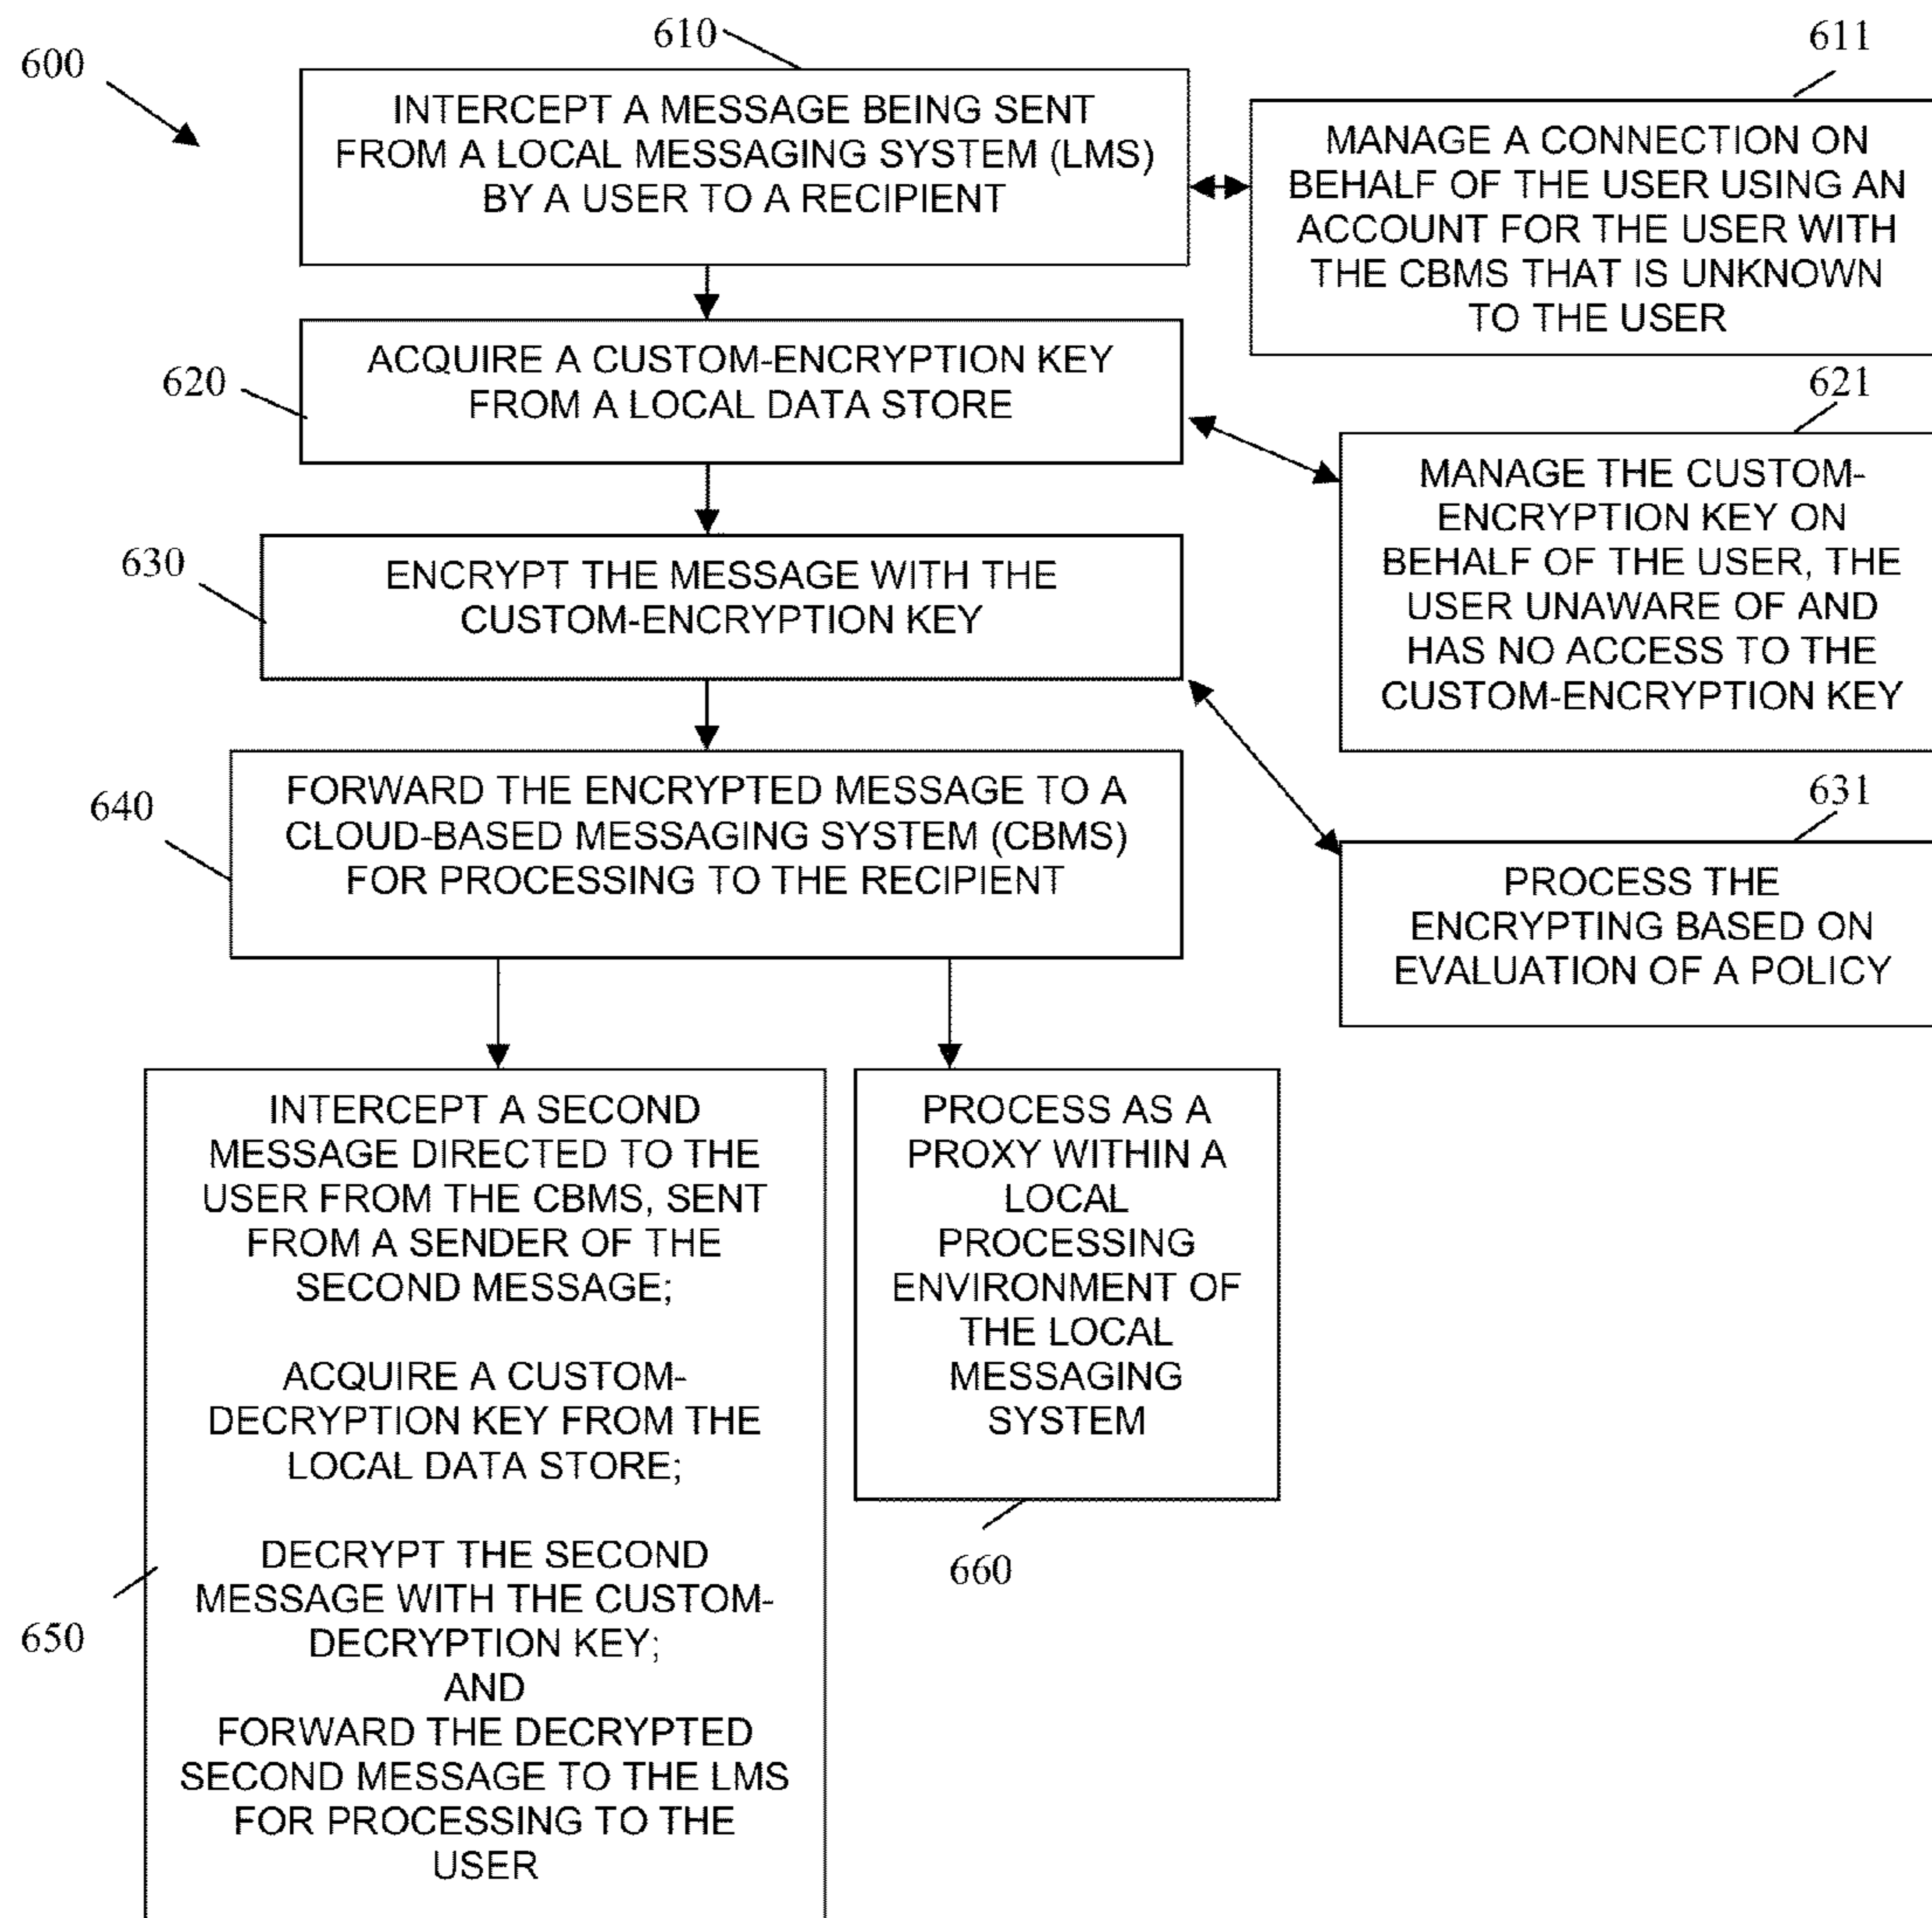 600
610
INTERCEPT A MESSAGE BEING SENT
FROM A LOCAL MESSAGING SYSTEM (LMS)
BY A USER TO A RECIPIENT
611
MANAGE A CONNECTION ON
BEHALF OF THE USER USING AN
ACCOUNT FOR THE USER WITH
THE CBMS THAT IS UNKNOWN
TO THE USER
620
ACQUIRE A CUSTOM-ENCRYPTION KEY
FROM A LOCAL DATA STORE
621
MANAGE THE CUSTOM-
ENCRYPTION KEY ON
BEHALF OF THE USER, THE
USER UNAWARE OF AND
HAS NO ACCESS TO THE
CUSTOM-ENCRYPTION KEY
630
ENCRYPT THE MESSAGE WITH THE
CUSTOM-ENCRYPTION KEY
631
PROCESS THE
ENCRYPTING BASED ON
EVALUATION OF A POLICY
640
FORWARD THE ENCRYPTED MESSAGE TO A
CLOUD-BASED MESSAGING SYSTEM (CBMS)
FOR PROCESSING TO THE RECIPIENT
650
INTERCEPT A SECOND
MESSAGE DIRECTED TO THE
USER FROM THE CBMS, SENT
FROM A SENDER OF THE
SECOND MESSAGE;
ACQUIRE A CUSTOM-
DECRYPTION KEY FROM THE
LOCAL DATA STORE;
DECRYPT THE SECOND
MESSAGE WITH THE CUSTOM-
DECRYPTION KEY;
AND
FORWARD THE DECRYPTED
SECOND MESSAGE TO THE LMS
FOR PROCESSING TO THE
USER
PROCESS AS A
PROXY WITHIN A
LOCAL
PROCESSING
ENVIRONMENT OF
THE LOCAL
MESSAGING
SYSTEM
660